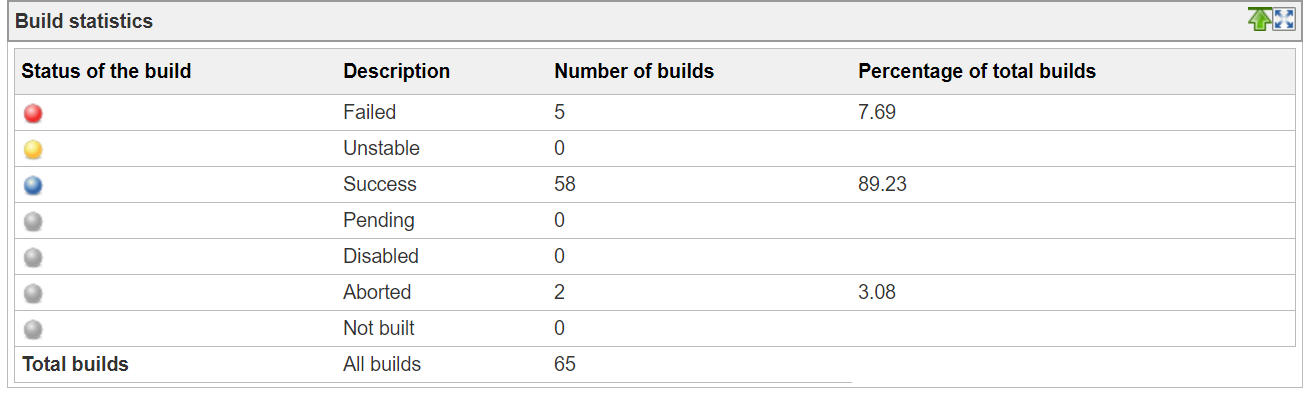 Build statistics
Status of the build Description Number of builds Percentage of total builds
Failed 5 7.69
Unstable 0
Success 58 89.23
Pending 0
Disabled 0
Aborted 2 3.08
Not built 0
Total builds All builds 65